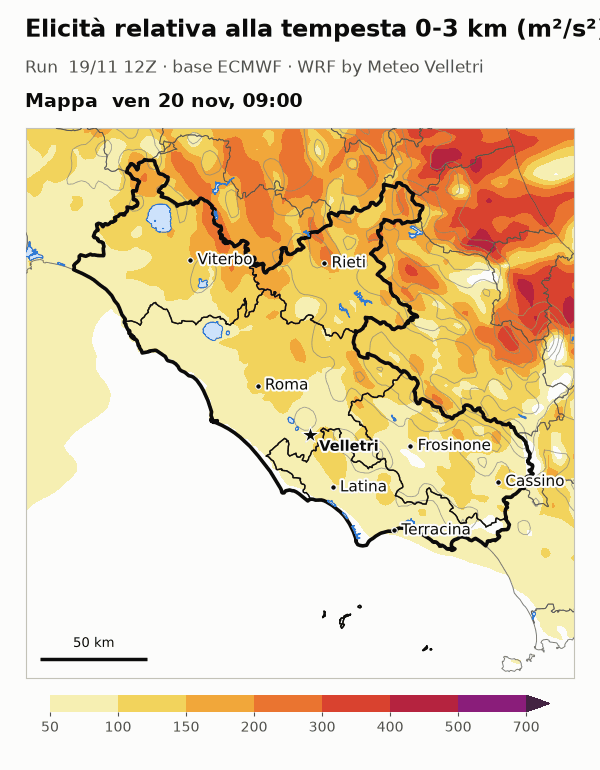 Elicità relativa alla tempesta 0-3 km (m²/s²)
Run  19/11 12Z · base ECMWF · WRF by Meteo Velletri
Mappa  ven 20 nov, 09:00
Viterbo
Rieti
Roma
Velletri
Frosinone
Latina
Cassino
Terracina
50 km
50 100 150 200 300 400 500 700